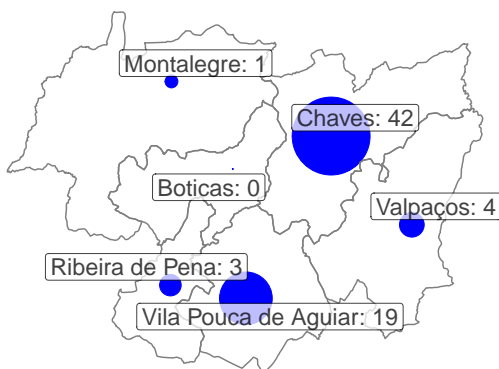 Montalegre: 1
Chaves: 42
Boticas: 0
Valpaços: 4
Ribeira de Pena: 3
Vila Pouca de Aguiar: 19